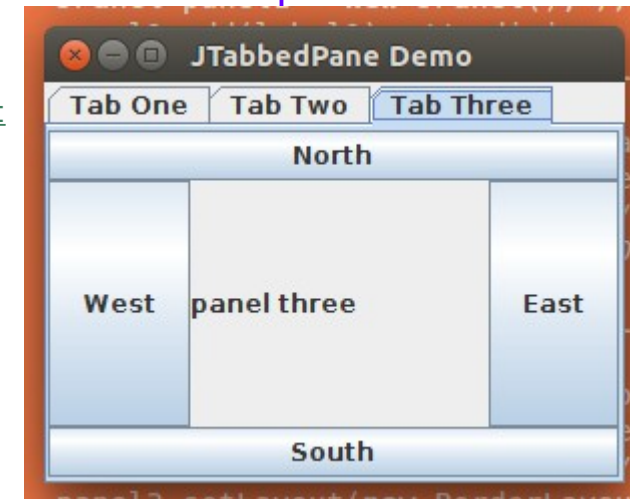 JTabbedPane Demo
Tab One Tab Two Tab Three
North
West panel three East
South